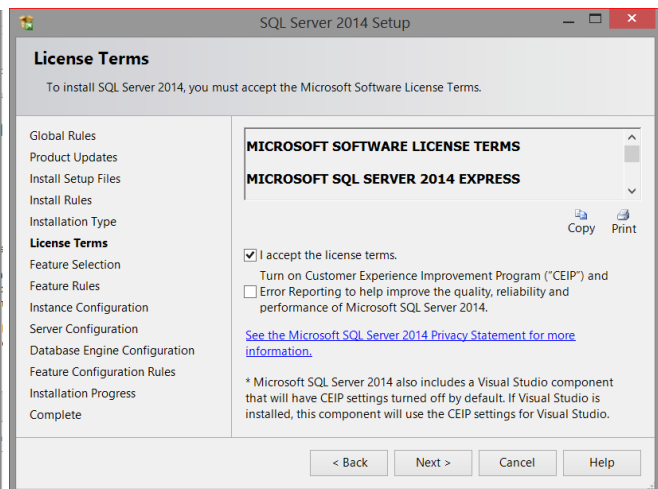 SQL Server 2014 Setup
License Terms
To install SQL Server 2014, you must accept the Microsoft Software License Terms.
Global Rules
Product Updates
Install Setup Files
Install Rules
Installation Type
License Terms
Feature Selection
Feature Rules
Instance Configuration
Server Configuration
Database Engine Configuration
Feature Configuration Rules
Installation Progress
Complete
MICROSOFT SOFTWARE LICENSE TERMS
MICROSOFT SQL SERVER 2014 EXPRESS
Copy Print
I accept the license terms.
Turn on Customer Experience Improvement Program ("CEIP") and
Error Reporting to help improve the quality, reliability and
performance of Microsoft SQL Server 2014.
See the Microsoft SQL Server 2014 Privacy Statement for more
information.
* Microsoft SQL Server 2014 also includes a Visual Studio component
that will have CEIP settings turned off by default. If Visual Studio is
installed, this component will use the CEIP settings for Visual Studio.
< Back Next > Cancel Help